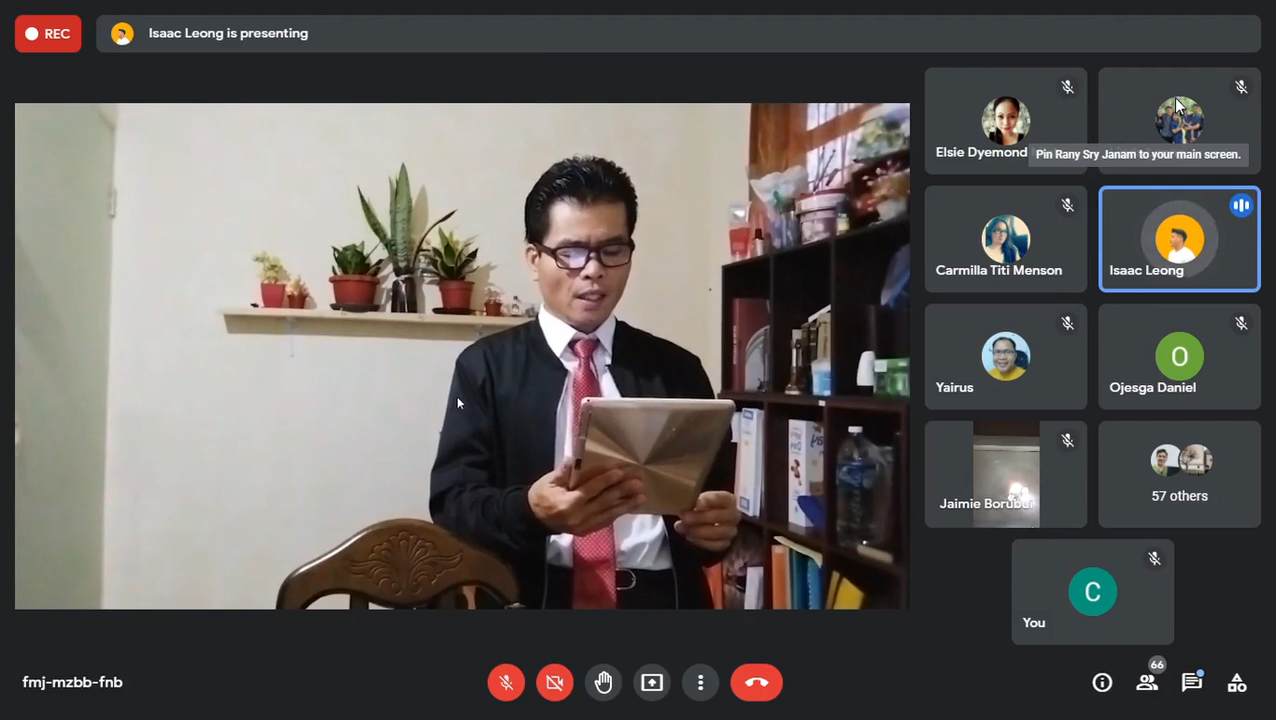 REC
Isaac Leong is presenting
Elsie Dyemond
Pin Rany Sry Janam to your main screen.
Carmilla Titi Menson
Isaac Leong
Yairus
O
Ojesga Daniel
Jaimie Borubui
57 others
C
You
fmj-mzbb-fnb
66